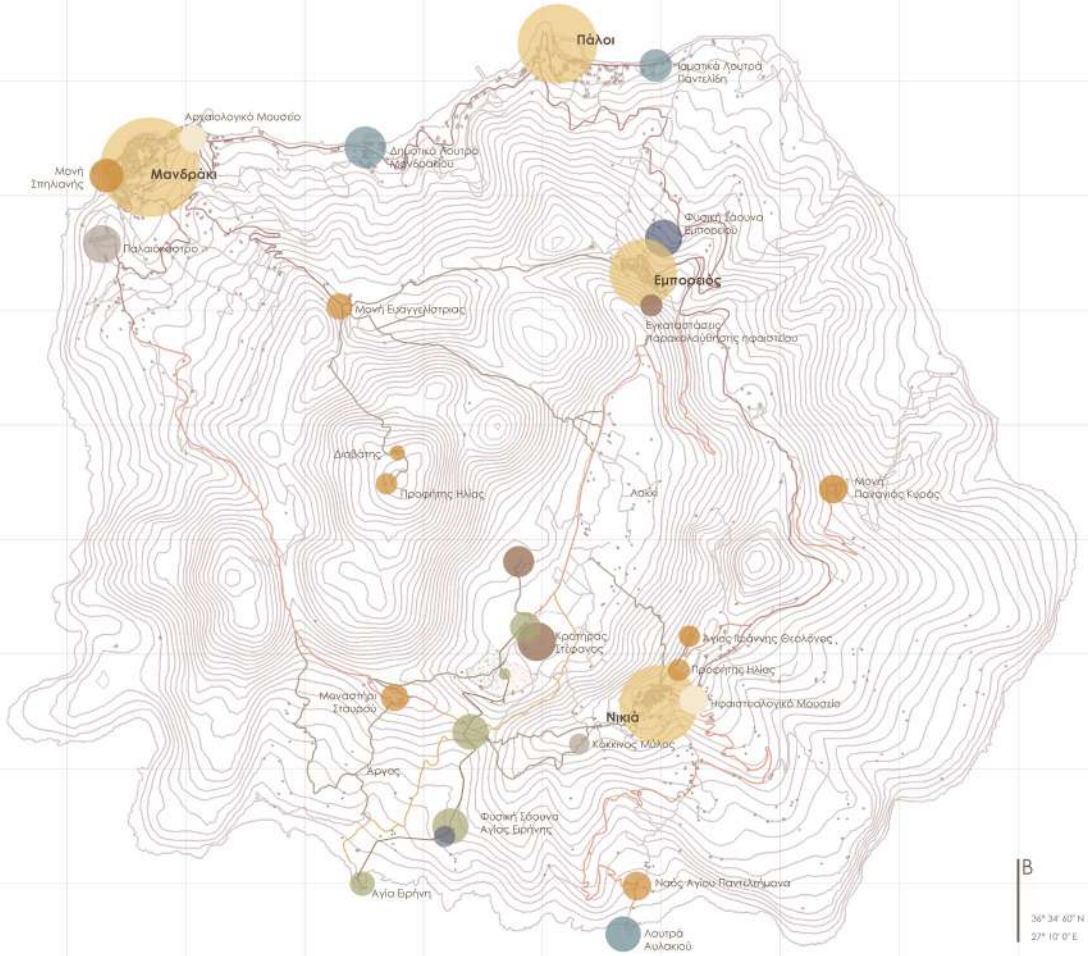 Πάλοι
Ιαματικά Λουτρά
Παντελίδη
Αρχαιολογικό Μουσείο
Δημοτικά Λουτρά
Μανδρακίου
Μονή
Σπηλιανής
Μανδράκι
Παλαιόκαστρο
Φυσική Σάουνα
Εμπορειού
Εμπορειός
Μονή Ευαγγελίστριας
Εγκαταστάσεις
παρακολούθησης ηφαιστείου
Διαβάτης
Προφήτης Ηλίας
Λακκί
Μονή
Παναγιάς Κυράς
Κρατήρας
Στέφανος
Άγιος Ιωάννης Θεολόγος
Προφήτης Ηλίας
Μοναστήρι
Σταυρού
Ηφαιστειολογικό Μουσείο
Νικιά
Κόκκινος Μύλος
Άργος
Φυσική Σάουνα
Αγίας Ειρήνης
Αγία Ειρήνη
Ναός Αγίου Παντελεήμονα
Λουτρά
Αυλακιού
Β
36° 34' 60" N
27° 10' 0" E